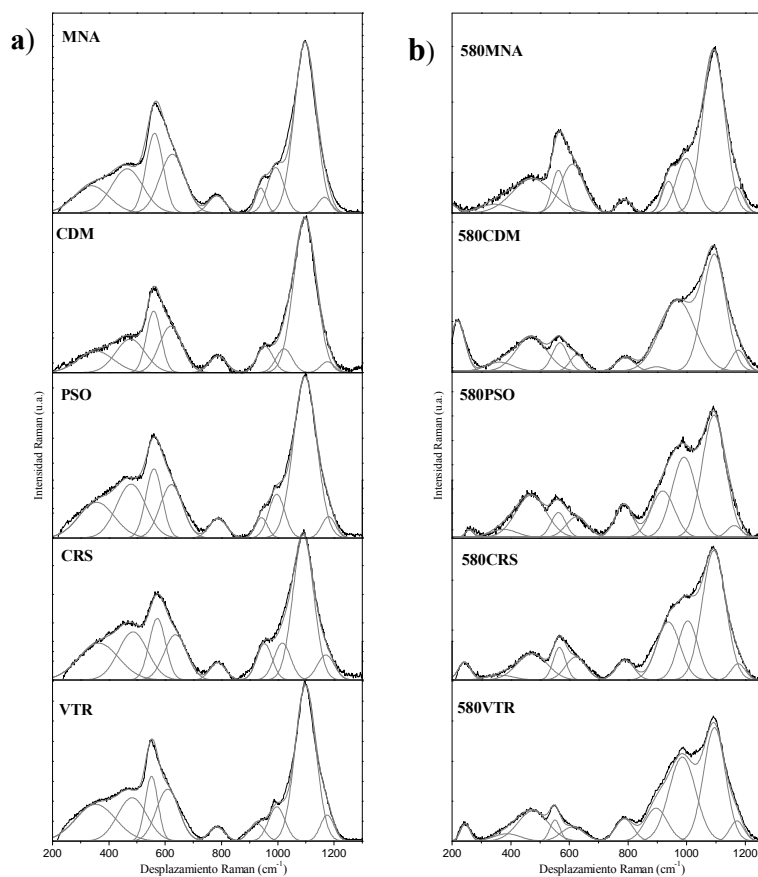 a)
MNA
CDM
PSO
CRS
VTR
Intensidad Raman (u.a.)
200 400 600 800 1000 1200
Desplazamiento Raman (cm-1)
b)
580MNA
580CDM
580PSO
580CRS
580VTR
Intensidad Raman (u.a.)
200 400 600 800 1000 1200
Desplazamiento Raman (cm-1)